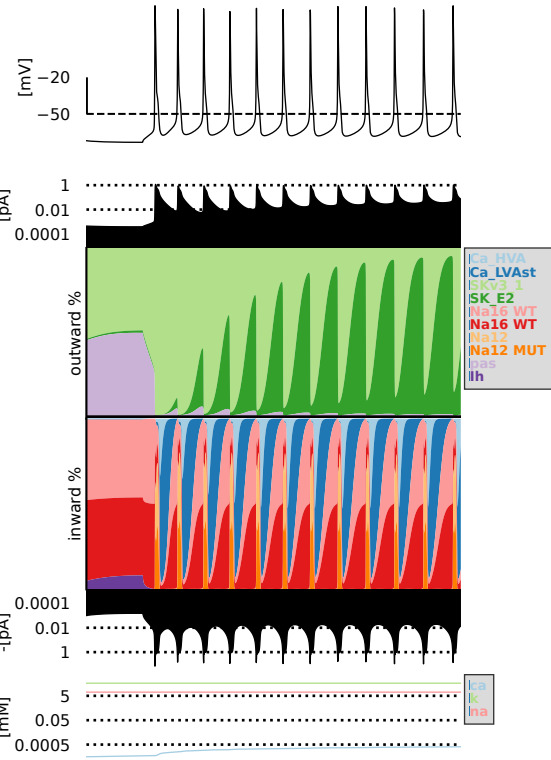 [mV]
−20
−50
[pA]
1
0.01
0.0001
outward %
Ca_HVA
Ca_LVAst
SKv3_1
SK_E2
Na16 WT
Na16 WT
Na12
Na12 MUT
pas
Ih
inward %
-[pA]
0.0001
0.01
1
[mM]
5
0.05
0.0005
ca
k
na